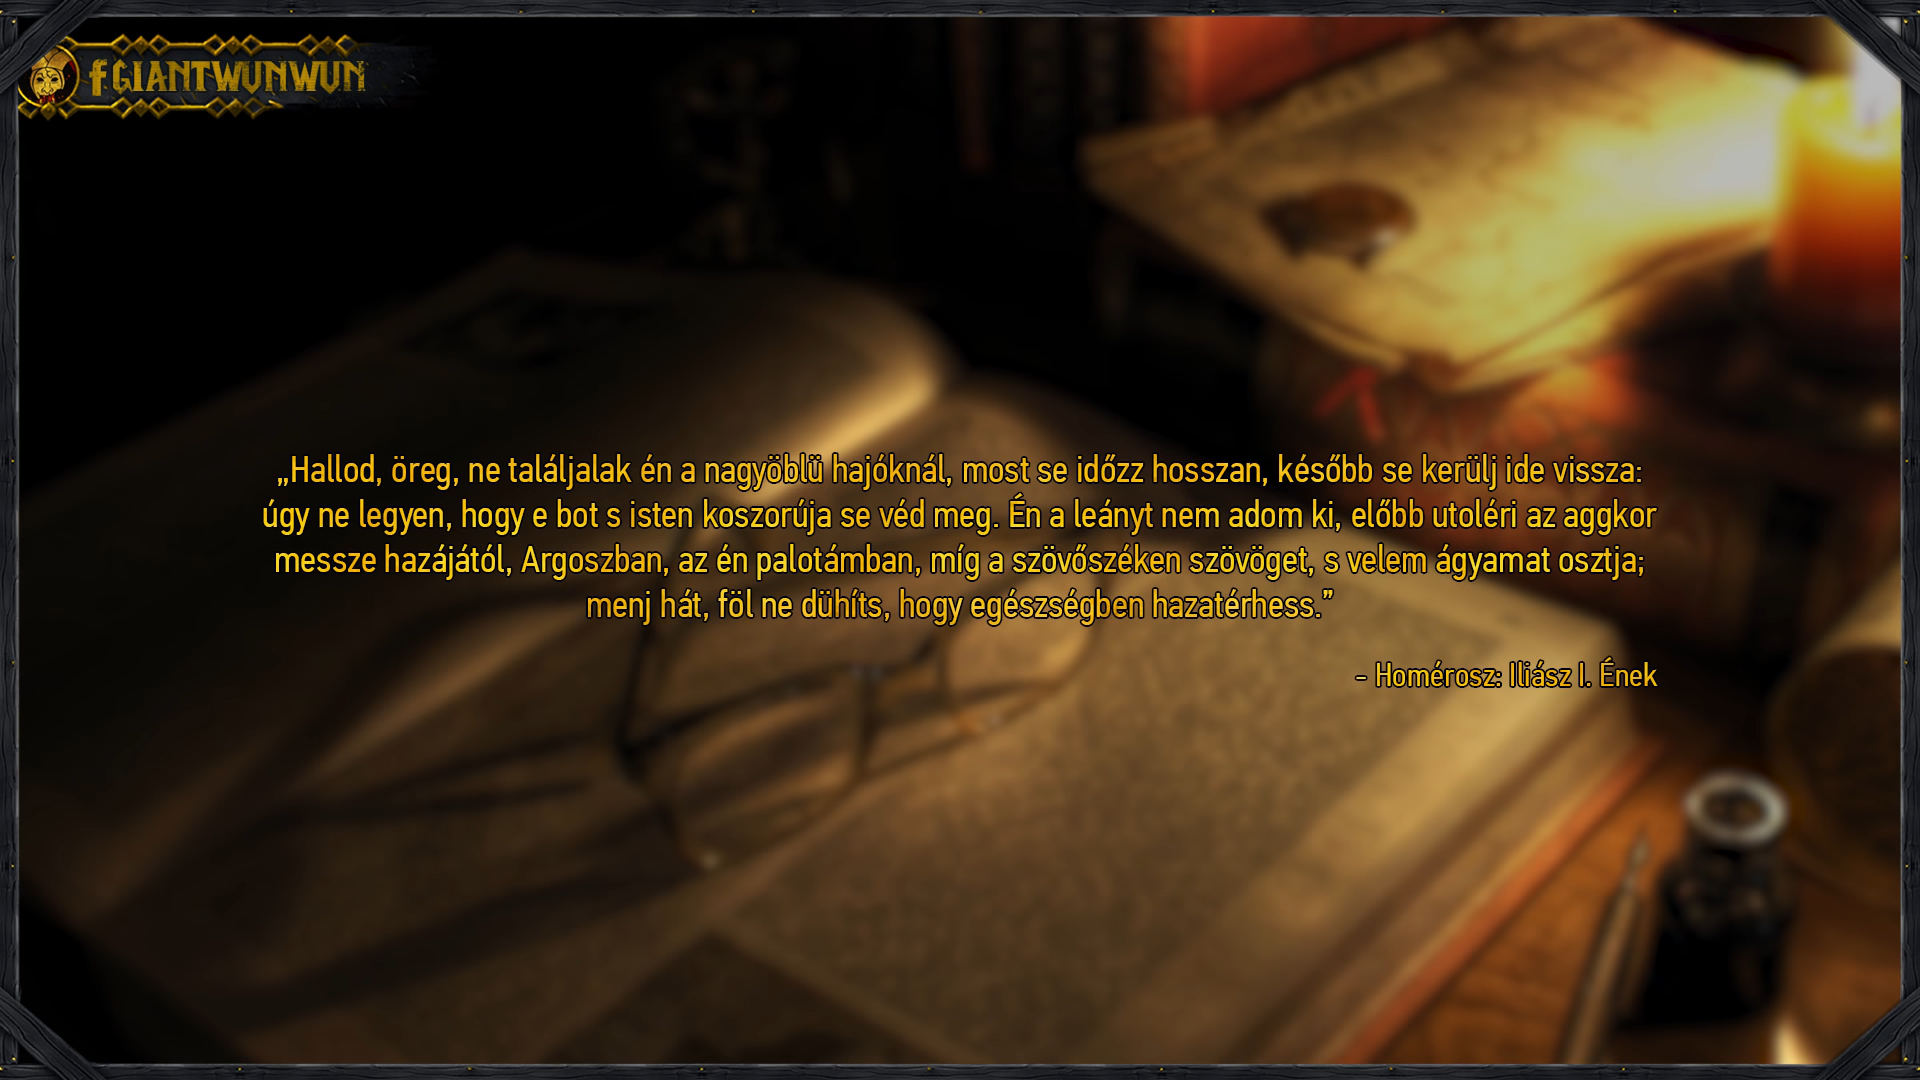 fGIANTWUNWUN
„Hallod, öreg, ne találjalak én a nagyöblü hajóknál, most se időzz hosszan, később se kerülj ide vissza:
úgy ne legyen, hogy e bot s isten koszorúja se véd meg. Én a leányt nem adom ki, előbb utoléri az aggkor
messze hazájától, Argoszban, az én palotámban, míg a szövőszéken szövöget, s velem ágyamat osztja;
menj hát, föl ne dühíts, hogy egészségben hazatérhess.”
- Homérosz: Iliász I. Ének